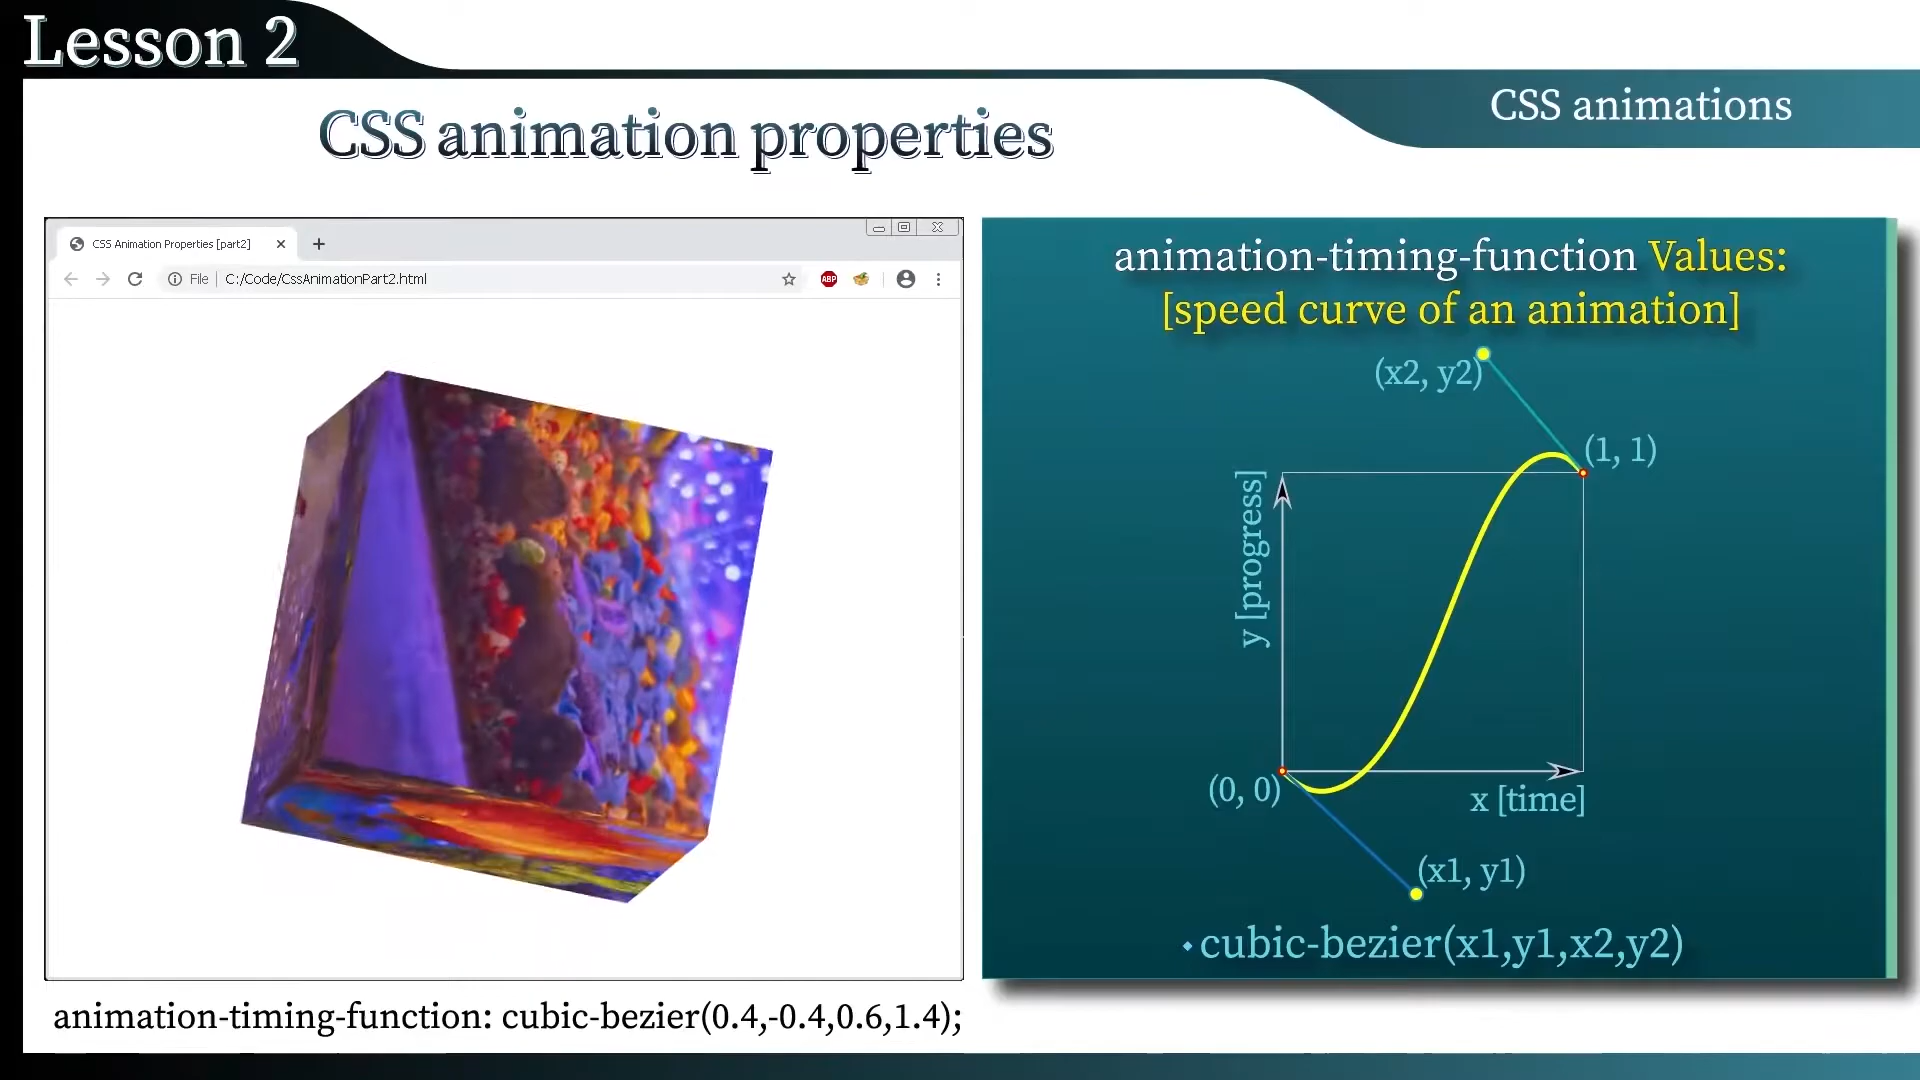 Lesson 2
CSS animations
CSS animation properties
CSS Animation Properties [part2]
File
C:/Code/CssAnimationPart2.html
ABP
animation-timing-function: cubic-bezier(0.4,-0.4,0.6,1.4);
animation-timing-function Values:
[speed curve of an animation]
(x2, y2)
(1, 1)
y [progress]
(0, 0)
x [time]
(x1, y1)
cubic-bezier(x1,y1,x2,y2)